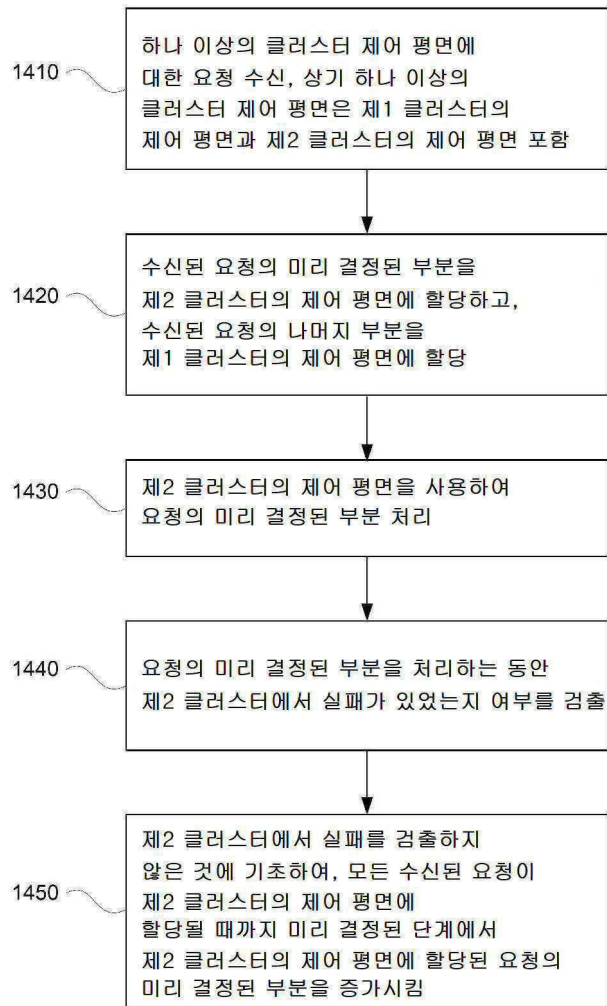 1410
하나 이상의 클러스터 제어 평면에
대한 요청 수신, 상기 하나 이상의
클러스터 제어 평면은 제1 클러스터의
제어 평면과 제2 클러스터의 제어 평면 포함
1420
수신된 요청의 미리 결정된 부분을
제2 클러스터의 제어 평면에 할당하고,
수신된 요청의 나머지 부분을
제1 클러스터의 제어 평면에 할당
1430
제2 클러스터의 제어 평면을 사용하여
요청의 미리 결정된 부분 처리
1440
요청의 미리 결정된 부분을 처리하는 동안
제2 클러스터에서 실패가 있었는지 여부를 검출
1450
제2 클러스터에서 실패를 검출하지
않은 것에 기초하여, 모든 수신된 요청이
제2 클러스터의 제어 평면에
할당될 때까지 미리 결정된 단계에서
제2 클러스터의 제어 평면에 할당된 요청의
미리 결정된 부분을 증가시킴